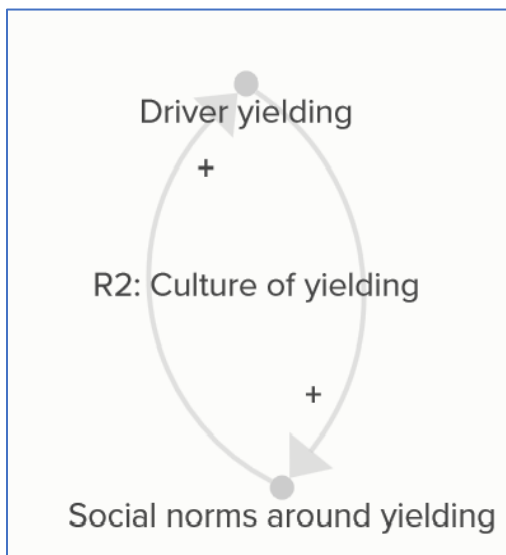 Driver yielding
+
R2: Culture of yielding
+
Social norms around yielding